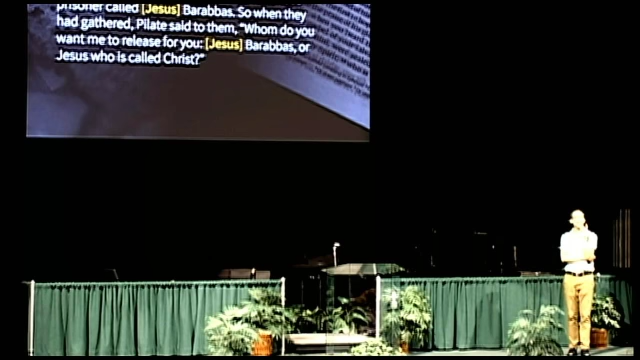 prisoner called [Jesus] Barabbas. So when they
had gathered, Pilate said to them, "Whom do you
want me to release for you: [Jesus] Barabbas, or
Jesus who is called Christ?"